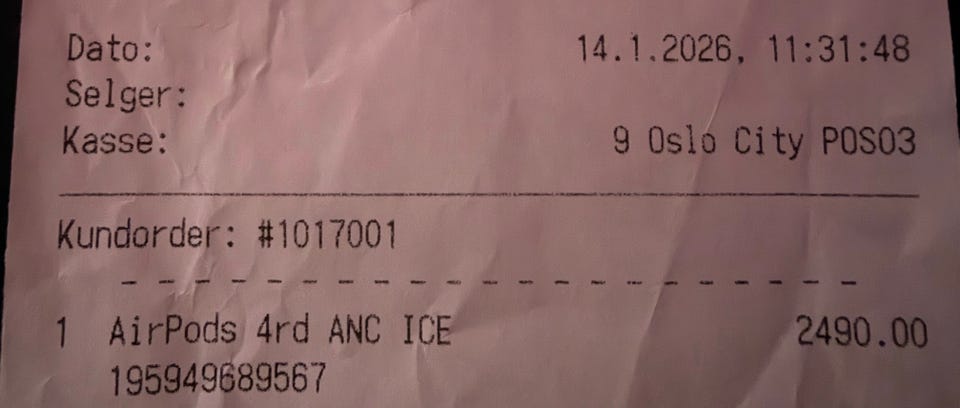 Dato: 14.1.2026, 11:31:48
Selger:
Kasse: 9 Oslo City POS03
Kundorder: #1017001
1 AirPods 4rd ANC ICE 2490.00
195949689567